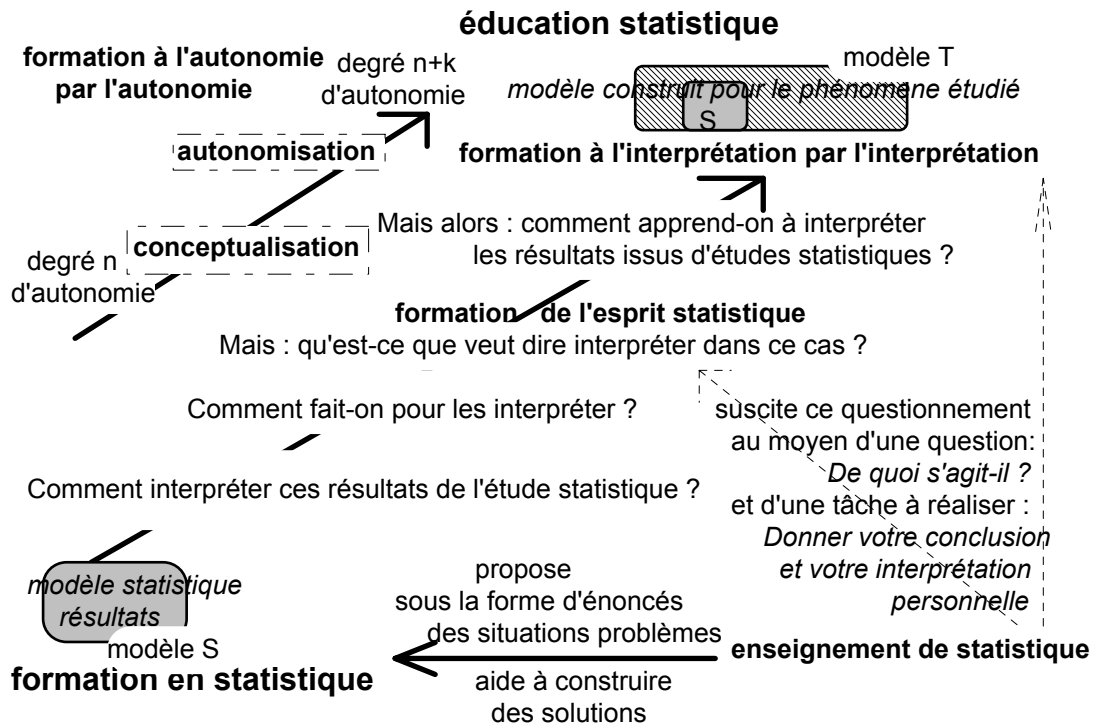 éducation statistique
formation à l'autonomie
par l'autonomie
degré n+k
d'autonomie
modèle T
modèle construit pour le phénomene étudié
S
autonomisation
formation à l'interprétation par l'interprétation
conceptualisation
degré n
d'autonomie
Mais alors : comment apprend-on à interpréter
les résultats issus d'études statistiques ?
formation de l'esprit statistique
Mais : qu'est-ce que veut dire interpréter dans ce cas ?
Comment fait-on pour les interpréter ?
Comment interpréter ces résultats de l'étude statistique ?
suscite ce questionnement
au moyen d'une question:
De quoi s'agit-il ?
et d'une tâche à réaliser :
Donner votre conclusion
et votre interprétation
personnelle
modèle statistique
résultats
modèle S
formation en statistique
propose
sous la forme d'énoncés
des situations problèmes
aide à construire
des solutions
enseignement de statistique